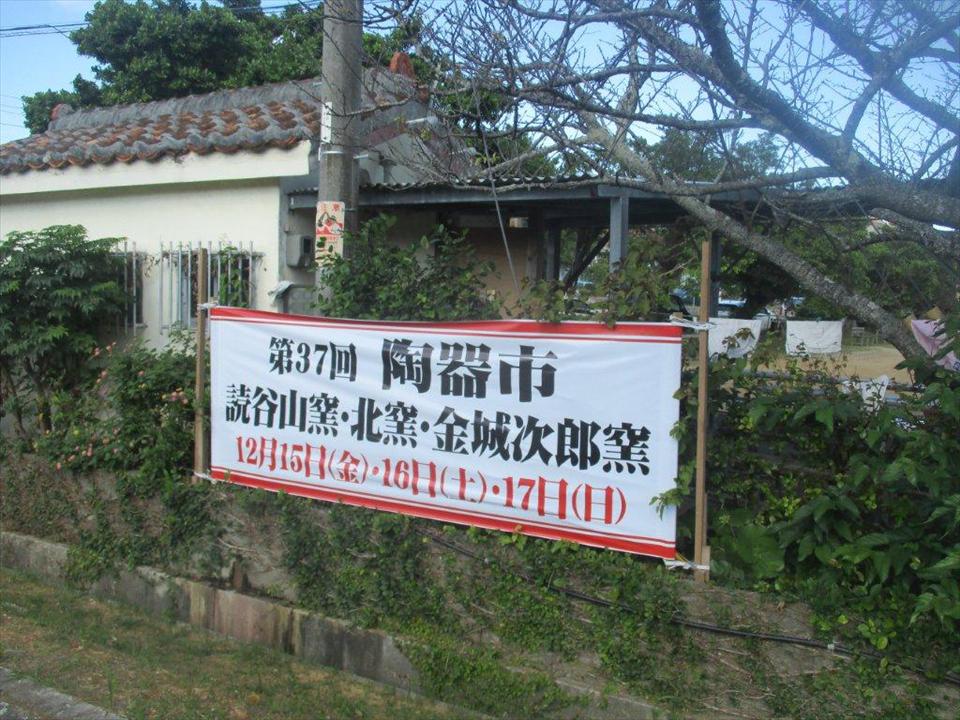 第37回 陶器市
読谷山窯・北窯・金城次郎窯
12月15日(金)・16日(土)・17日(日)